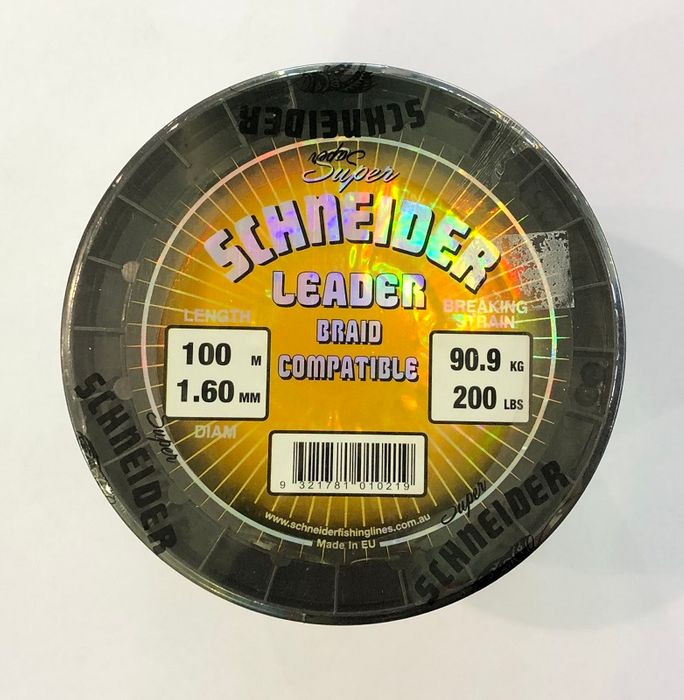 SCHNEIDER
Super
Super
SCHNEIDER
LEADER
BRAID
COMPATIBLE
LENGTH
100 M
1.60 MM
DIAM
BREAKING
STRAIN
90.9 KG
200 LBS
9 321781 010219
www.schneiderfishinglines.com.au
Made In EU
Super
SCHNEIDER
Super
SCHNEIDER